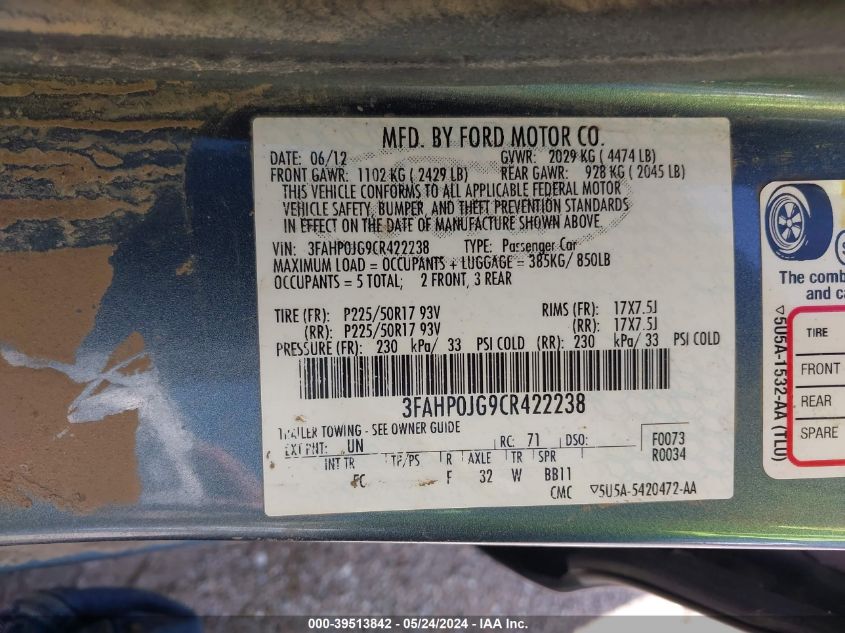 MFD. BY FORD MOTOR CO.
DATE: 06/12 GVWR: 2029 KG ( 4474 LB)
FRONT GAWR: 1102 KG ( 2429 LB) REAR GAWR: 928 KG ( 2045 LB)
THIS VEHICLE CONFORMS TO ALL APPLICABLE FEDERAL MOTOR
VEHICLE SAFETY, BUMPER, AND THEFT PREVENTION STANDARDS
IN EFFECT ON THE DATE OF MANUFACTURE SHOWN ABOVE.
VIN: 3FAHP0JG9CR422238 TYPE: Passenger Car
MAXIMUM LOAD = OCCUPANTS + LUGGAGE = 385KG/ 850LB
OCCUPANTS = 5 TOTAL; 2 FRONT, 3 REAR
TIRE (FR): P225/50R17 93V RIMS (FR): 17X7.5J
(RR): P225/50R17 93V (RR): 17X7.5J
PRESSURE (FR): 230 kPa/ 33 PSI COLD (RR): 230 kPa/ 33 PSI COLD
3FAHP0JG9CR422238
TRAILER TOWING - SEE OWNER GUIDE
EXT PNT: UN RC: 71 DSO: F0073
R0034
INT TR TP/PS R AXLE TR SPR
FC F 32 W BB11
CMC ▽5U5A-5420472-AA
▽5U5A-1532-AA (TL0)
The comb
and ca
TIRE
FRONT
REAR
SPARE
000-39513842 / 05/24/2024 / IAA Inc.